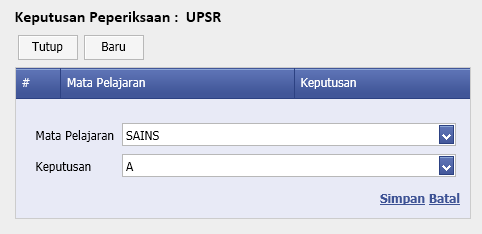 Keputusan Peperiksaan :  UPSR
Tutup Baru
# Mata Pelajaran Keputusan
Mata Pelajaran SAINS
Keputusan A
Simpan Batal